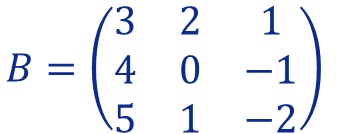 B = ⎛3 2 1⎞
⎜4 0 −1⎟
⎝5 1 −2⎠